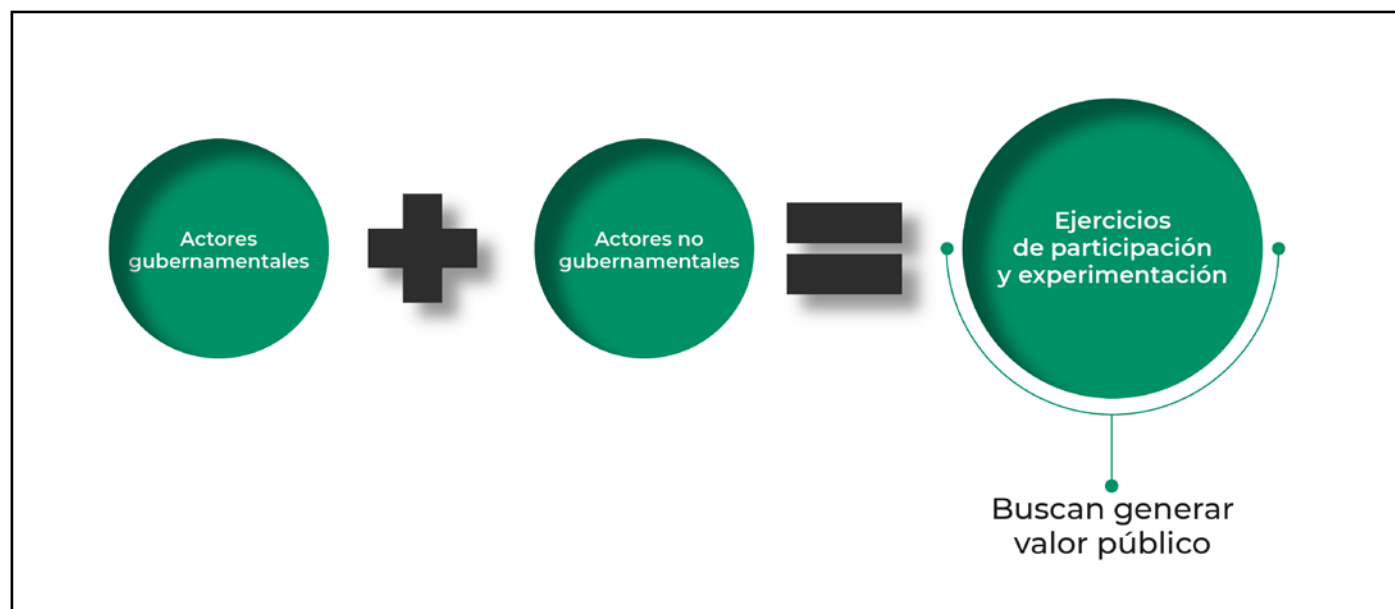 Actores
gubernamentales
Actores no
gubernamentales
Ejercicios
de participación
y experimentación
Buscan generar
valor público